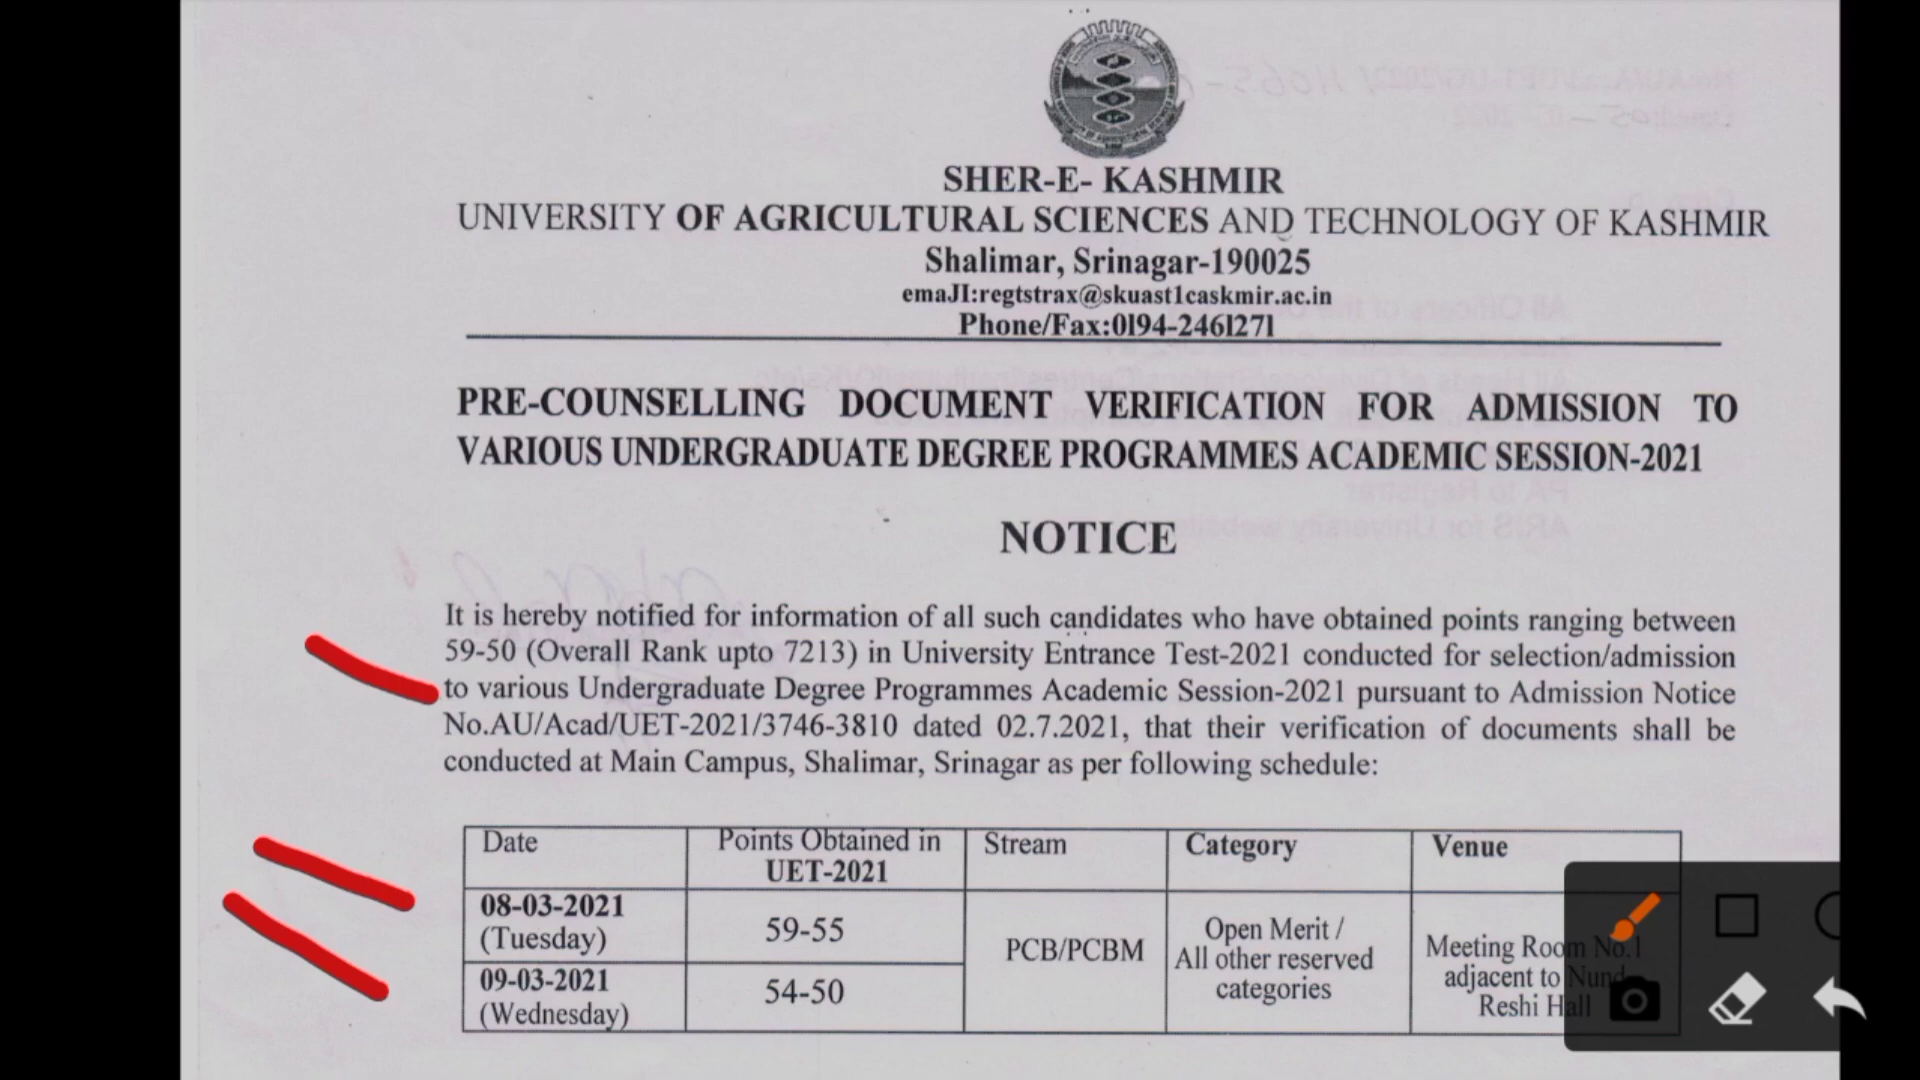 SHER-E- KASHMIR
UNIVERSITY OF AGRICULTURAL SCIENCES AND TECHNOLOGY OF KASHMIR
Shalimar, Srinagar-190025
emaJI:regtstrax@skuast1caskmir.ac.in
Phone/Fax:0l94-246l27l
PRE-COUNSELLING DOCUMENT VERIFICATION FOR ADMISSION TO
VARIOUS UNDERGRADUATE DEGREE PROGRAMMES ACADEMIC SESSION-2021
NOTICE
It is hereby notified for information of all such candidates who have obtained points ranging between
59-50 (Overall Rank upto 7213) in University Entrance Test-2021 conducted for selection/admission
to various Undergraduate Degree Programmes Academic Session-2021 pursuant to Admission Notice
No.AU/Acad/UET-2021/3746-3810 dated 02.7.2021, that their verification of documents shall be
conducted at Main Campus, Shalimar, Srinagar as per following schedule:
Date Points Obtained in UET-2021 Stream Category Venue
08-03-2021 (Tuesday) 59-55
09-03-2021 (Wednesday) 54-50
PCB/PCBM
Open Merit /
All other reserved
categories
Meeting Room No.1
adjacent to Nund
Reshi Hall